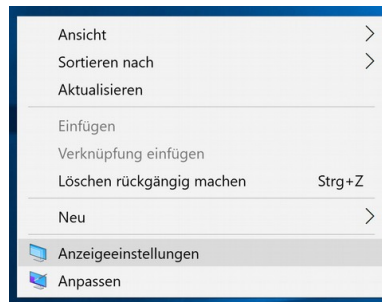 Ansicht
Sortieren nach
Aktualisieren
Einfügen
Verknüpfung einfügen
Löschen rückgängig machen Strg+Z
Neu
Anzeigeeinstellungen
Anpassen